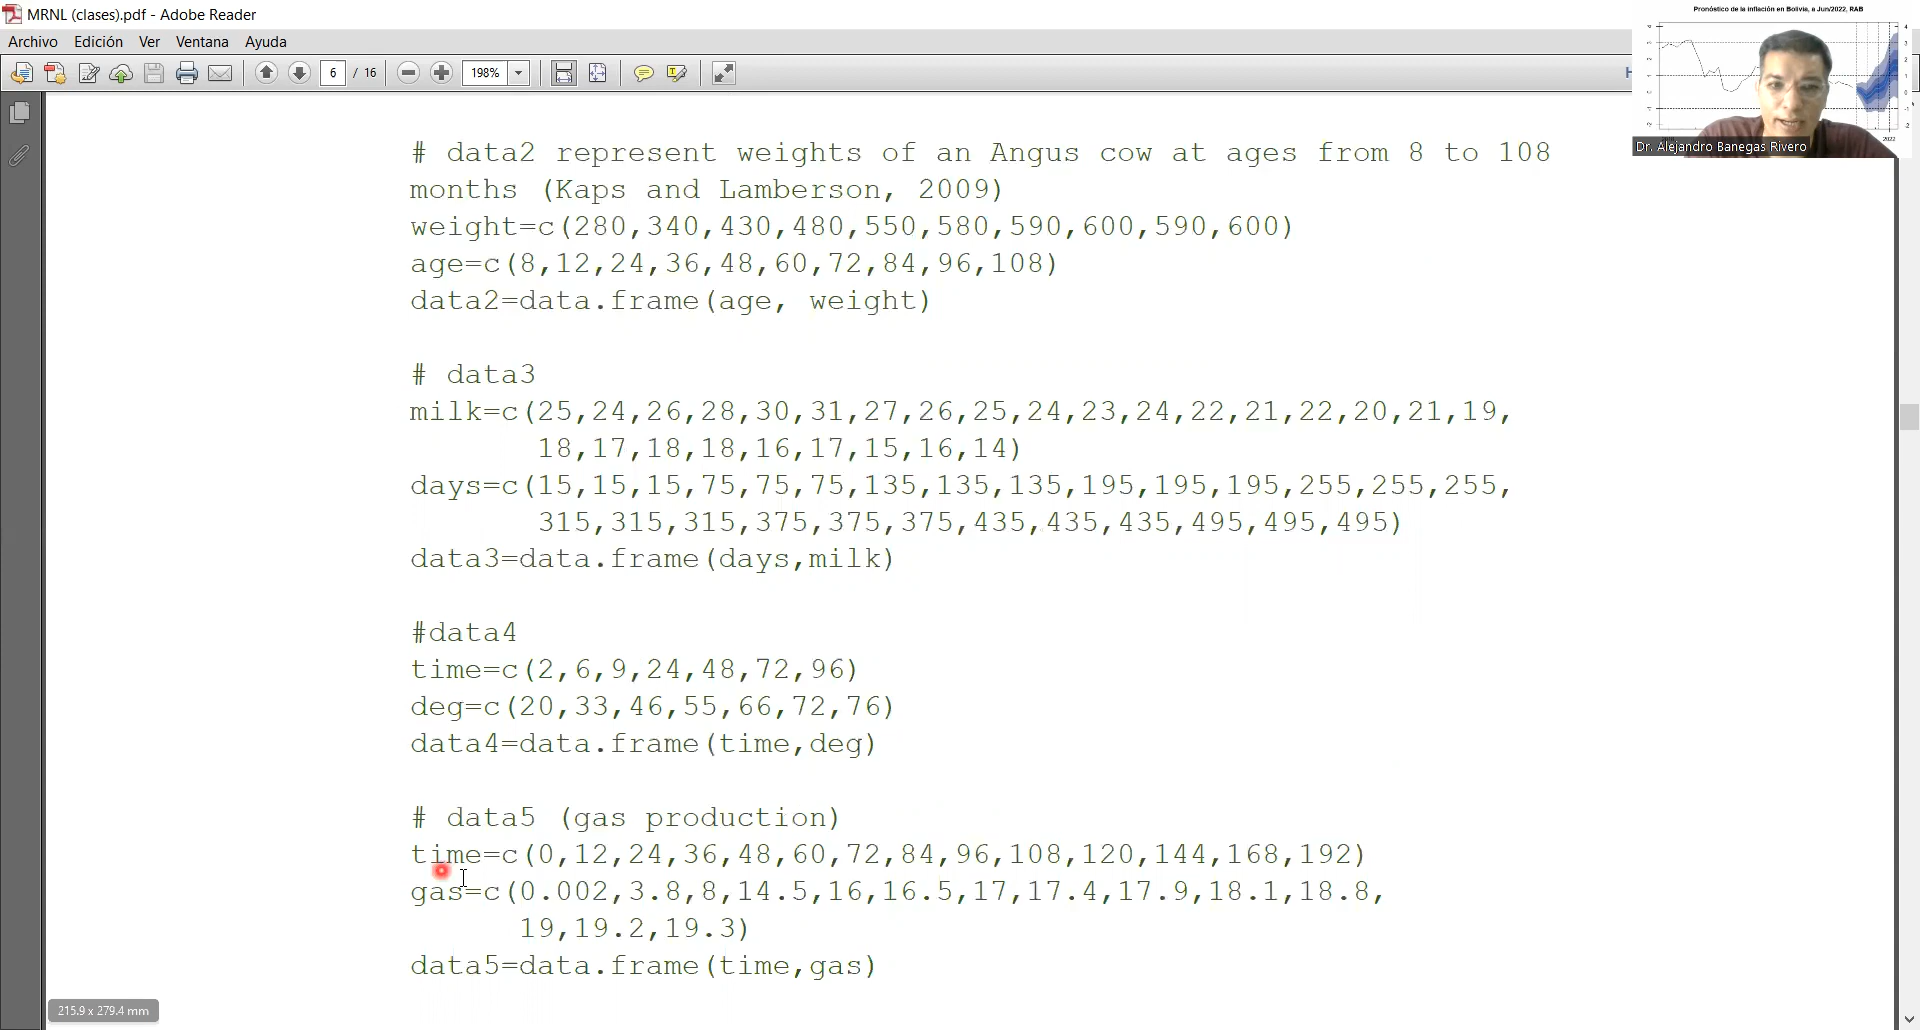 MRNL (clases).pdf - Adobe Reader
Archivo Edición Ver Ventana Ayuda
6 / 16 198%
Pronóstico de la inflación en Bolivia, a Jun/2022, RAB
2022
Dr. Alejandro Banegas Rivero
# data2 represent weights of an Angus cow at ages from 8 to 108
months (Kaps and Lamberson, 2009)
weight=c(280,340,430,480,550,580,590,600,590,600)
age=c(8,12,24,36,48,60,72,84,96,108)
data2=data.frame(age, weight)
# data3
milk=c(25,24,26,28,30,31,27,26,25,24,23,24,22,21,22,20,21,19,
18,17,18,18,16,17,15,16,14)
days=c(15,15,15,75,75,75,135,135,135,195,195,195,255,255,255,
315,315,315,375,375,375,435,435,435,495,495,495)
data3=data.frame(days,milk)
#data4
time=c(2,6,9,24,48,72,96)
deg=c(20,33,46,55,66,72,76)
data4=data.frame(time,deg)
# data5 (gas production)
time=c(0,12,24,36,48,60,72,84,96,108,120,144,168,192)
gas=c(0.002,3.8,8,14.5,16,16.5,17,17.4,17.9,18.1,18.8,
19,19.2,19.3)
data5=data.frame(time,gas)
215.9 x 279.4 mm